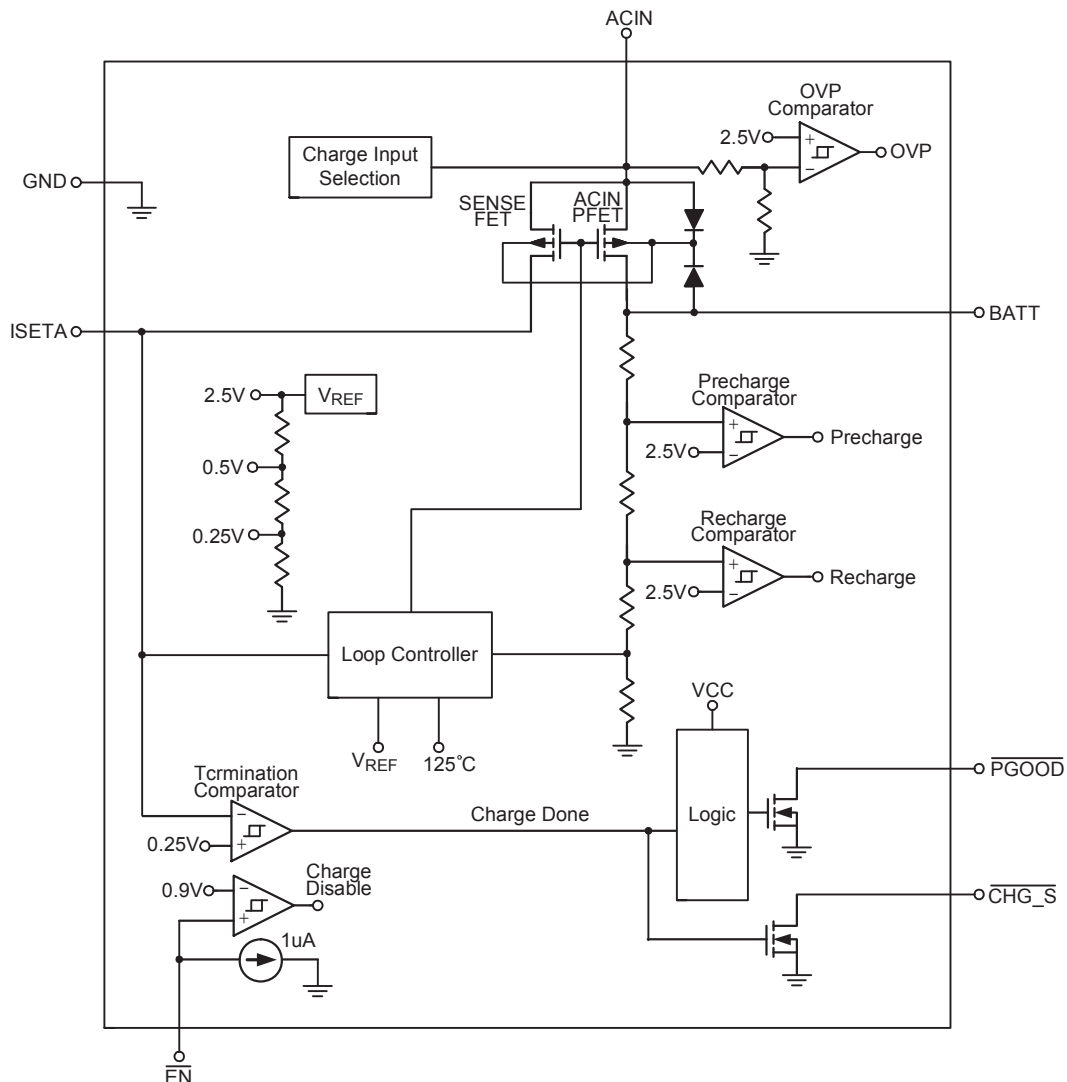 ACIN
OVP
Comparator
2.5V
+
−
OVP
Charge Input
Selection
GND
SENSE
FET
ACIN
PFET
ISETA
BATT
2.5V
VREF
0.5V
0.25V
Precharge
Comparator
+
2.5V
−
Precharge
Recharge
Comparator
+
2.5V
−
Recharge
Loop Controller
VREF
125°C
VCC
Logic
PGOOD
Tcrmination
Comparator
−
0.25V
+
Charge Done
Charge
Disable
0.9V
−
+
1uA
CHG_S
EN